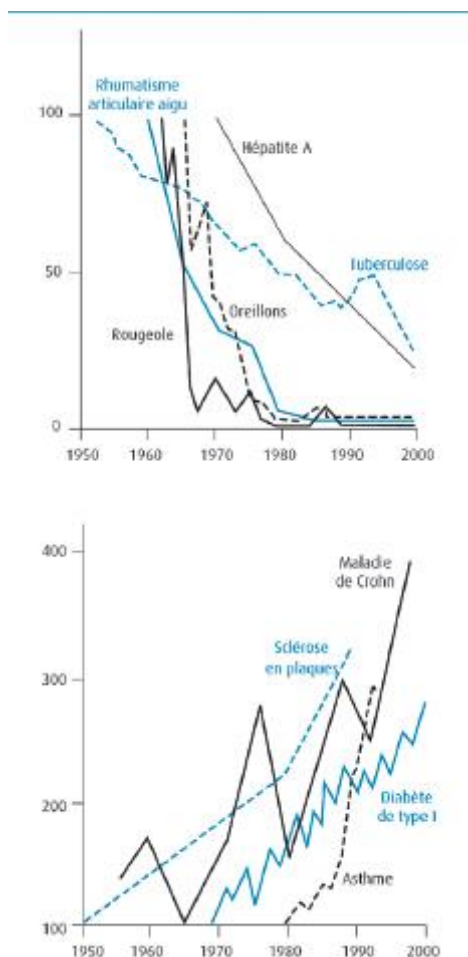 Rhumatisme
articulaire aigu
100
Hépatite A
Tuberculose
50
Oreillons
Rougeole
0
1950 1960 1970 1980 1990 2000
400
Maladie
de Crohn
Sclérose
en plaques
300
200
Diabète
de type I
Asthme
100
1950 1960 1970 1980 1990 2000